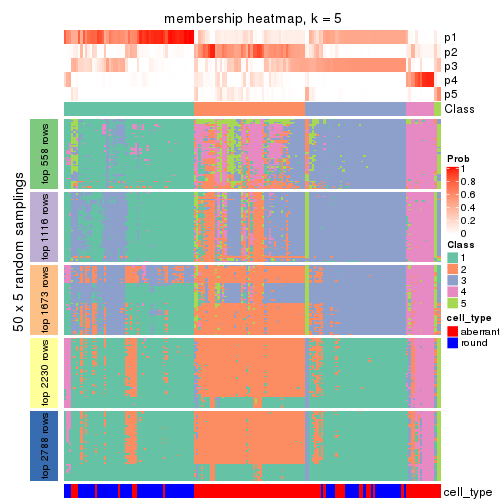 membership heatmap, k = 5
p1
p2
p3
p4
p5
Class
50 x 5 random samplings
top 558 rows
top 1116 rows
top 1673 rows
top 2230 rows
top 2788 rows
cell_type
Prob
1
0.8
0.6
0.4
0.2
0
Class
1
2
3
4
5
cell_type
aberrant
round